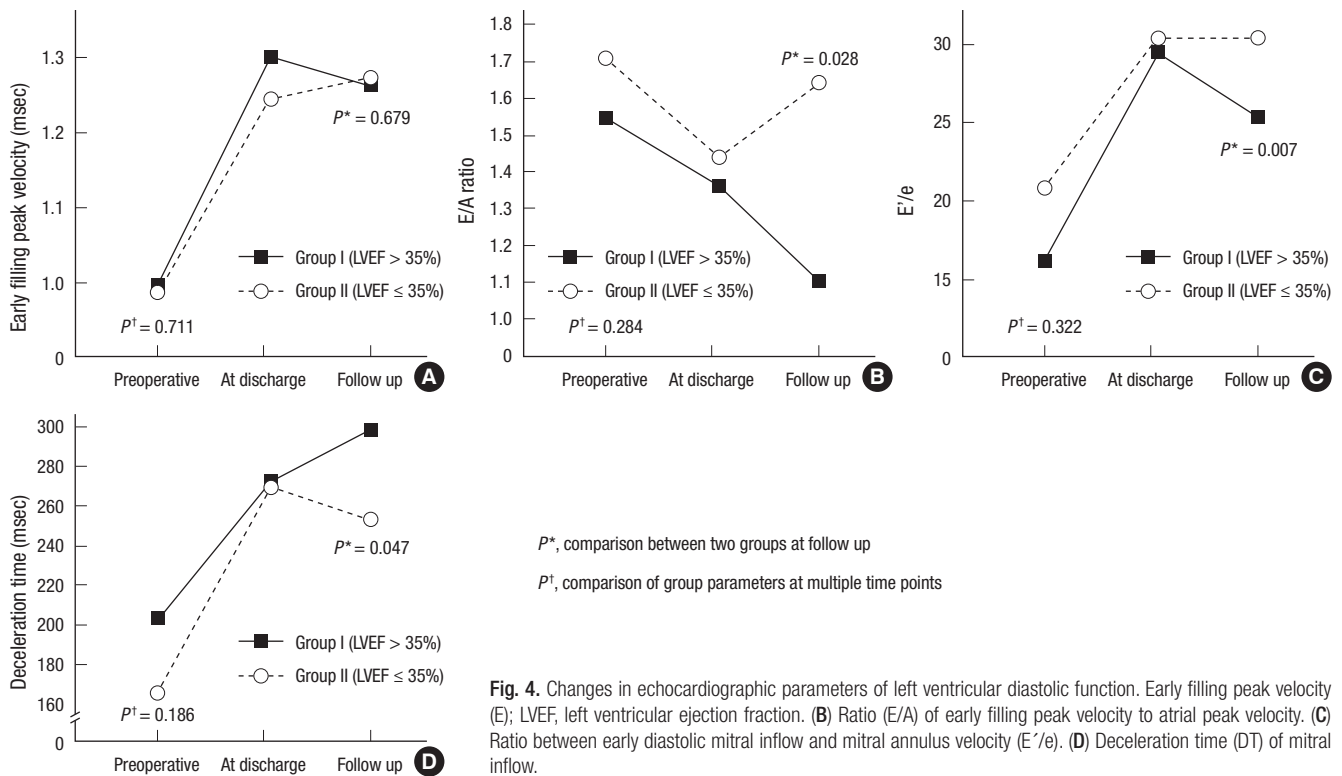 Early filling peak velocity (msec)
1.3
1.2
1.1
1.0
0
P* = 0.679
Group I (LVEF > 35%)
Group II (LVEF ≤ 35%)
P† = 0.711
Preoperative
At discharge
Follow up
A
E/A ratio
1.8
1.7
1.6
1.5
1.4
1.3
1.2
1.1
1.0
0
P* = 0.028
Group I (LVEF > 35%)
Group II (LVEF ≤ 35%)
P† = 0.284
Preoperative
At discharge
Follow up
B
E'/e
30
25
20
15
0
P* = 0.007
Group I (LVEF > 35%)
Group II (LVEF ≤ 35%)
P† = 0.322
Preoperative
At discharge
Follow up
C
Deceleration time (msec)
300
280
260
240
220
200
180
160
0
P* = 0.047
Group I (LVEF > 35%)
Group II (LVEF ≤ 35%)
P† = 0.186
Preoperative
At discharge
Follow up
D
P*, comparison between two groups at follow up
P†, comparison of group parameters at multiple time points
Fig. 4. Changes in echocardiographic parameters of left ventricular diastolic function. Early filling peak velocity
(E); LVEF, left ventricular ejection fraction. (B) Ratio (E/A) of early filling peak velocity to atrial peak velocity. (C)
Ratio between early diastolic mitral inflow and mitral annulus velocity (E´/e). (D) Deceleration time (DT) of mitral
inflow.